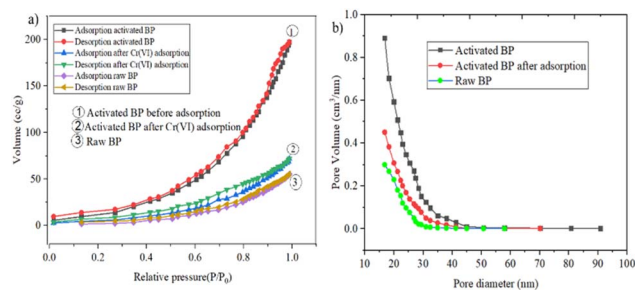 a)
Adsorption activated BP
Desorption activated BP
Adsorption after Cr(VI) adsorption
Desorption after Cr(VI) adsorption
Adsorption raw BP
Desorption raw BP
1 Activated BP before adsorption
2 Activated BP after Cr(VI) adsorption
3 Raw BP
1
2
3
Volume (cc/g)
200
150
100
50
0
0.0 0.2 0.4 0.6 0.8 1.0
Relative pressure(P/P0)
b)
Activated BP
Activated BP after adsorption
Raw BP
Pore Volume (cm3/nm)
1.0
0.8
0.6
0.4
0.2
0.0
10 20 30 40 50 60 70 80 90 100
Pore diameter (nm)